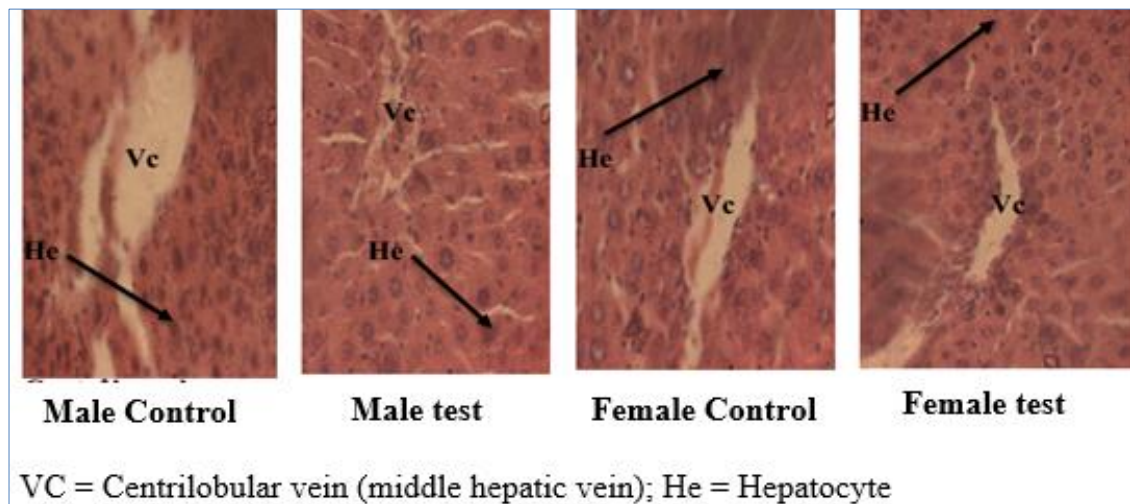 He
Vc
He
Vc
He
Vc
He
Vc
Male Control
Male test
Female Control
Female test
VC = Centrilobular vein (middle hepatic vein); He = Hepatocyte